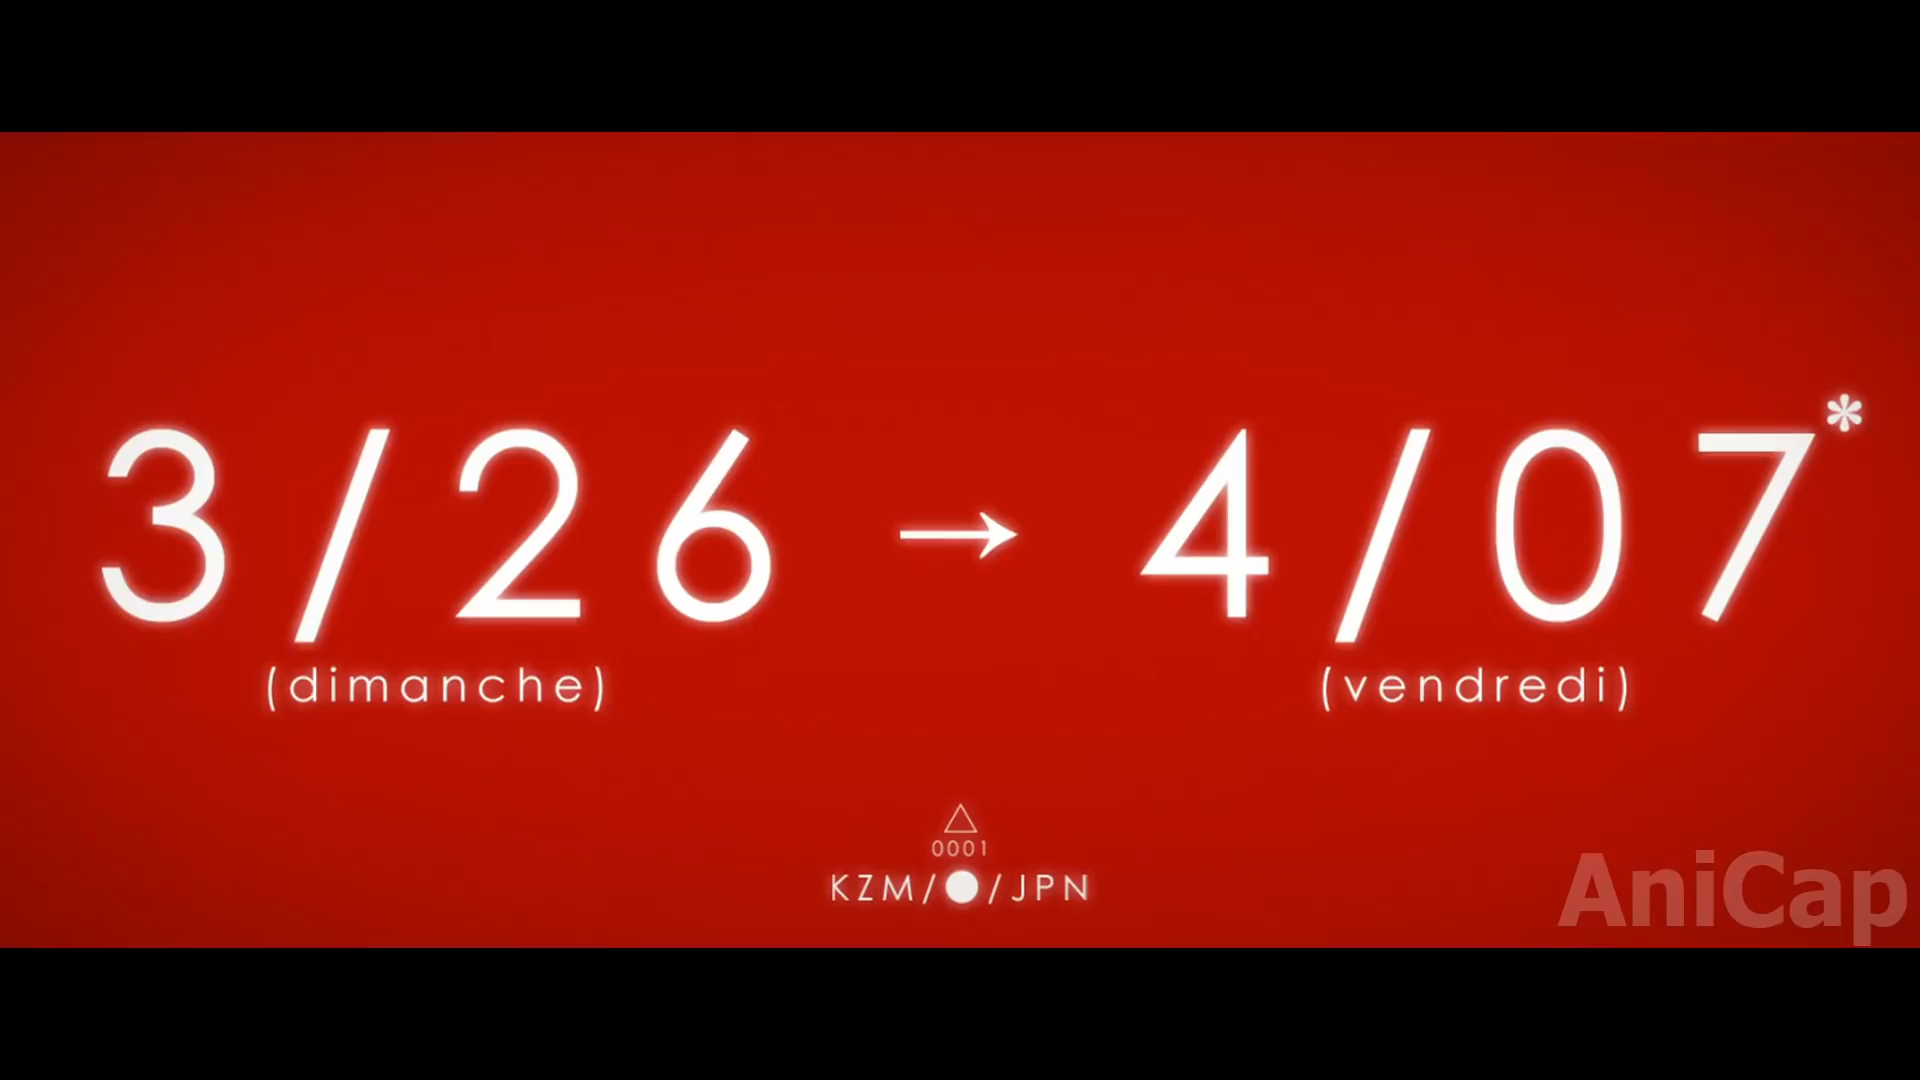 3/26 → 4/07*
(dimanche) (vendredi)
△
0001
KZM/●/JPN
AniCap